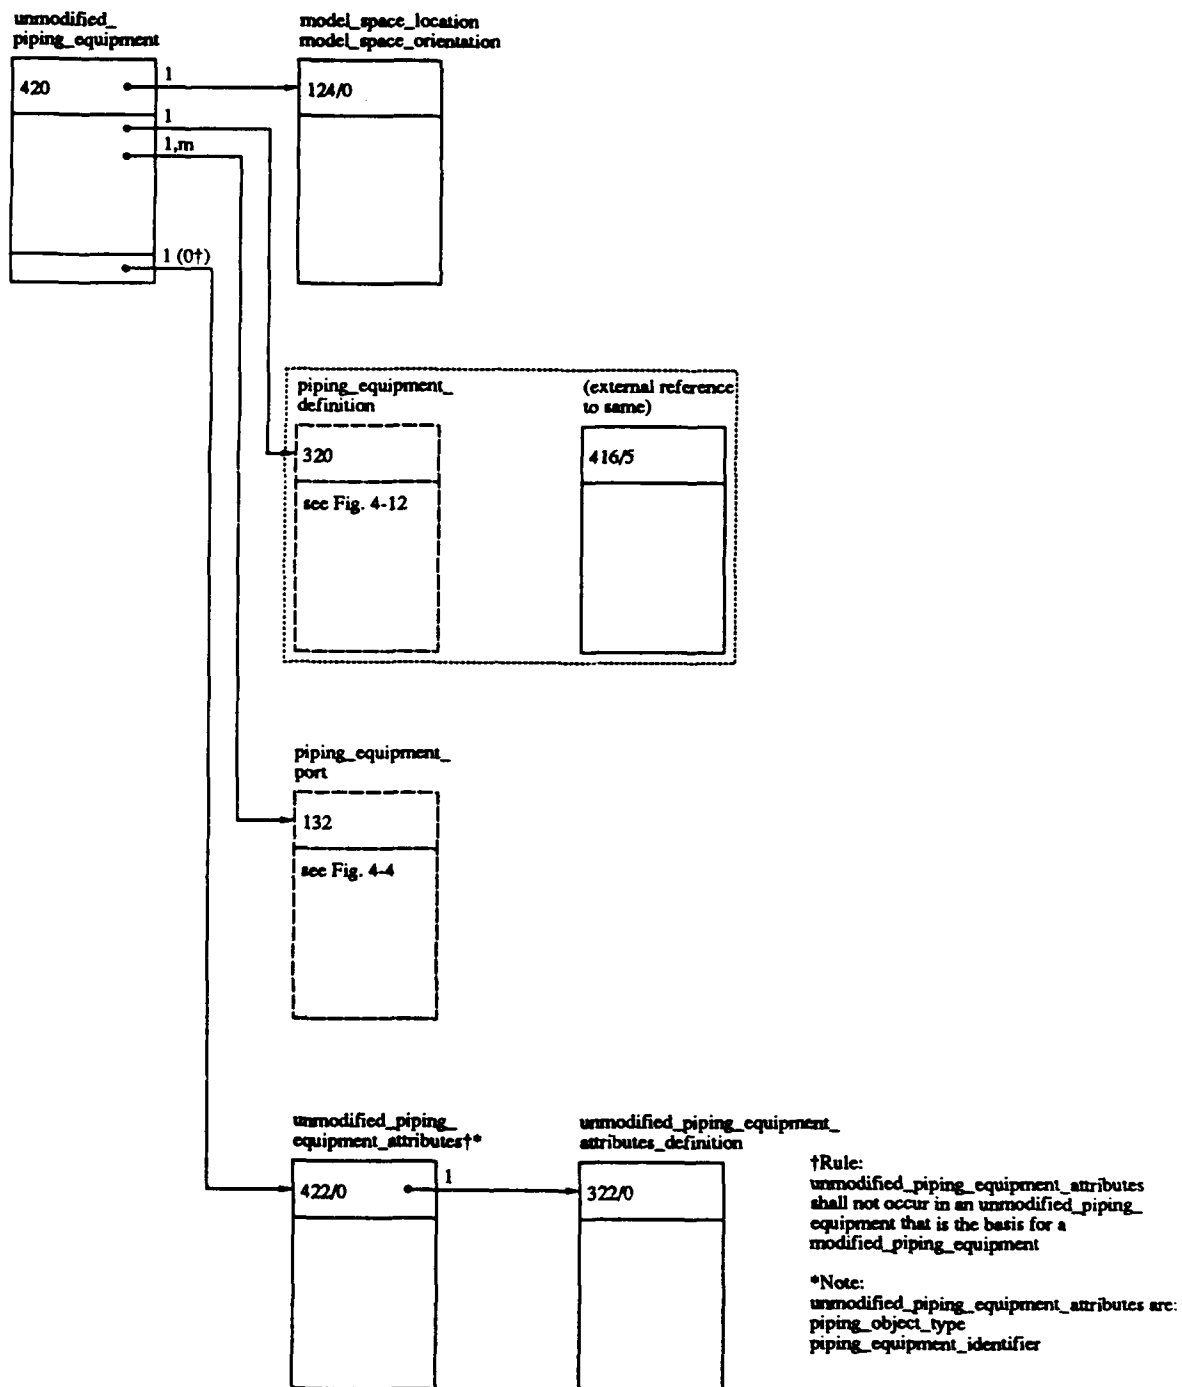 unmodified_
piping_equipment
model_space_location
model_space_orientation
420
1
124/0
1
1,m
1 (0†)
piping_equipment_
definition
(external reference
to same)
320
416/5
see Fig. 4-12
piping_equipment_
port
132
see Fig. 4-4
unmodified_piping_
equipment_attributes†*
unmodified_piping_equipment_
attributes_definition
422/0
1
322/0
†Rule:
unmodified_piping_equipment_attributes
shall not occur in an unmodified_piping_
equipment that is the basis for a
modified_piping_equipment
*Note:
unmodified_piping_equipment_attributes are:
piping_object_type
piping_equipment_identifier